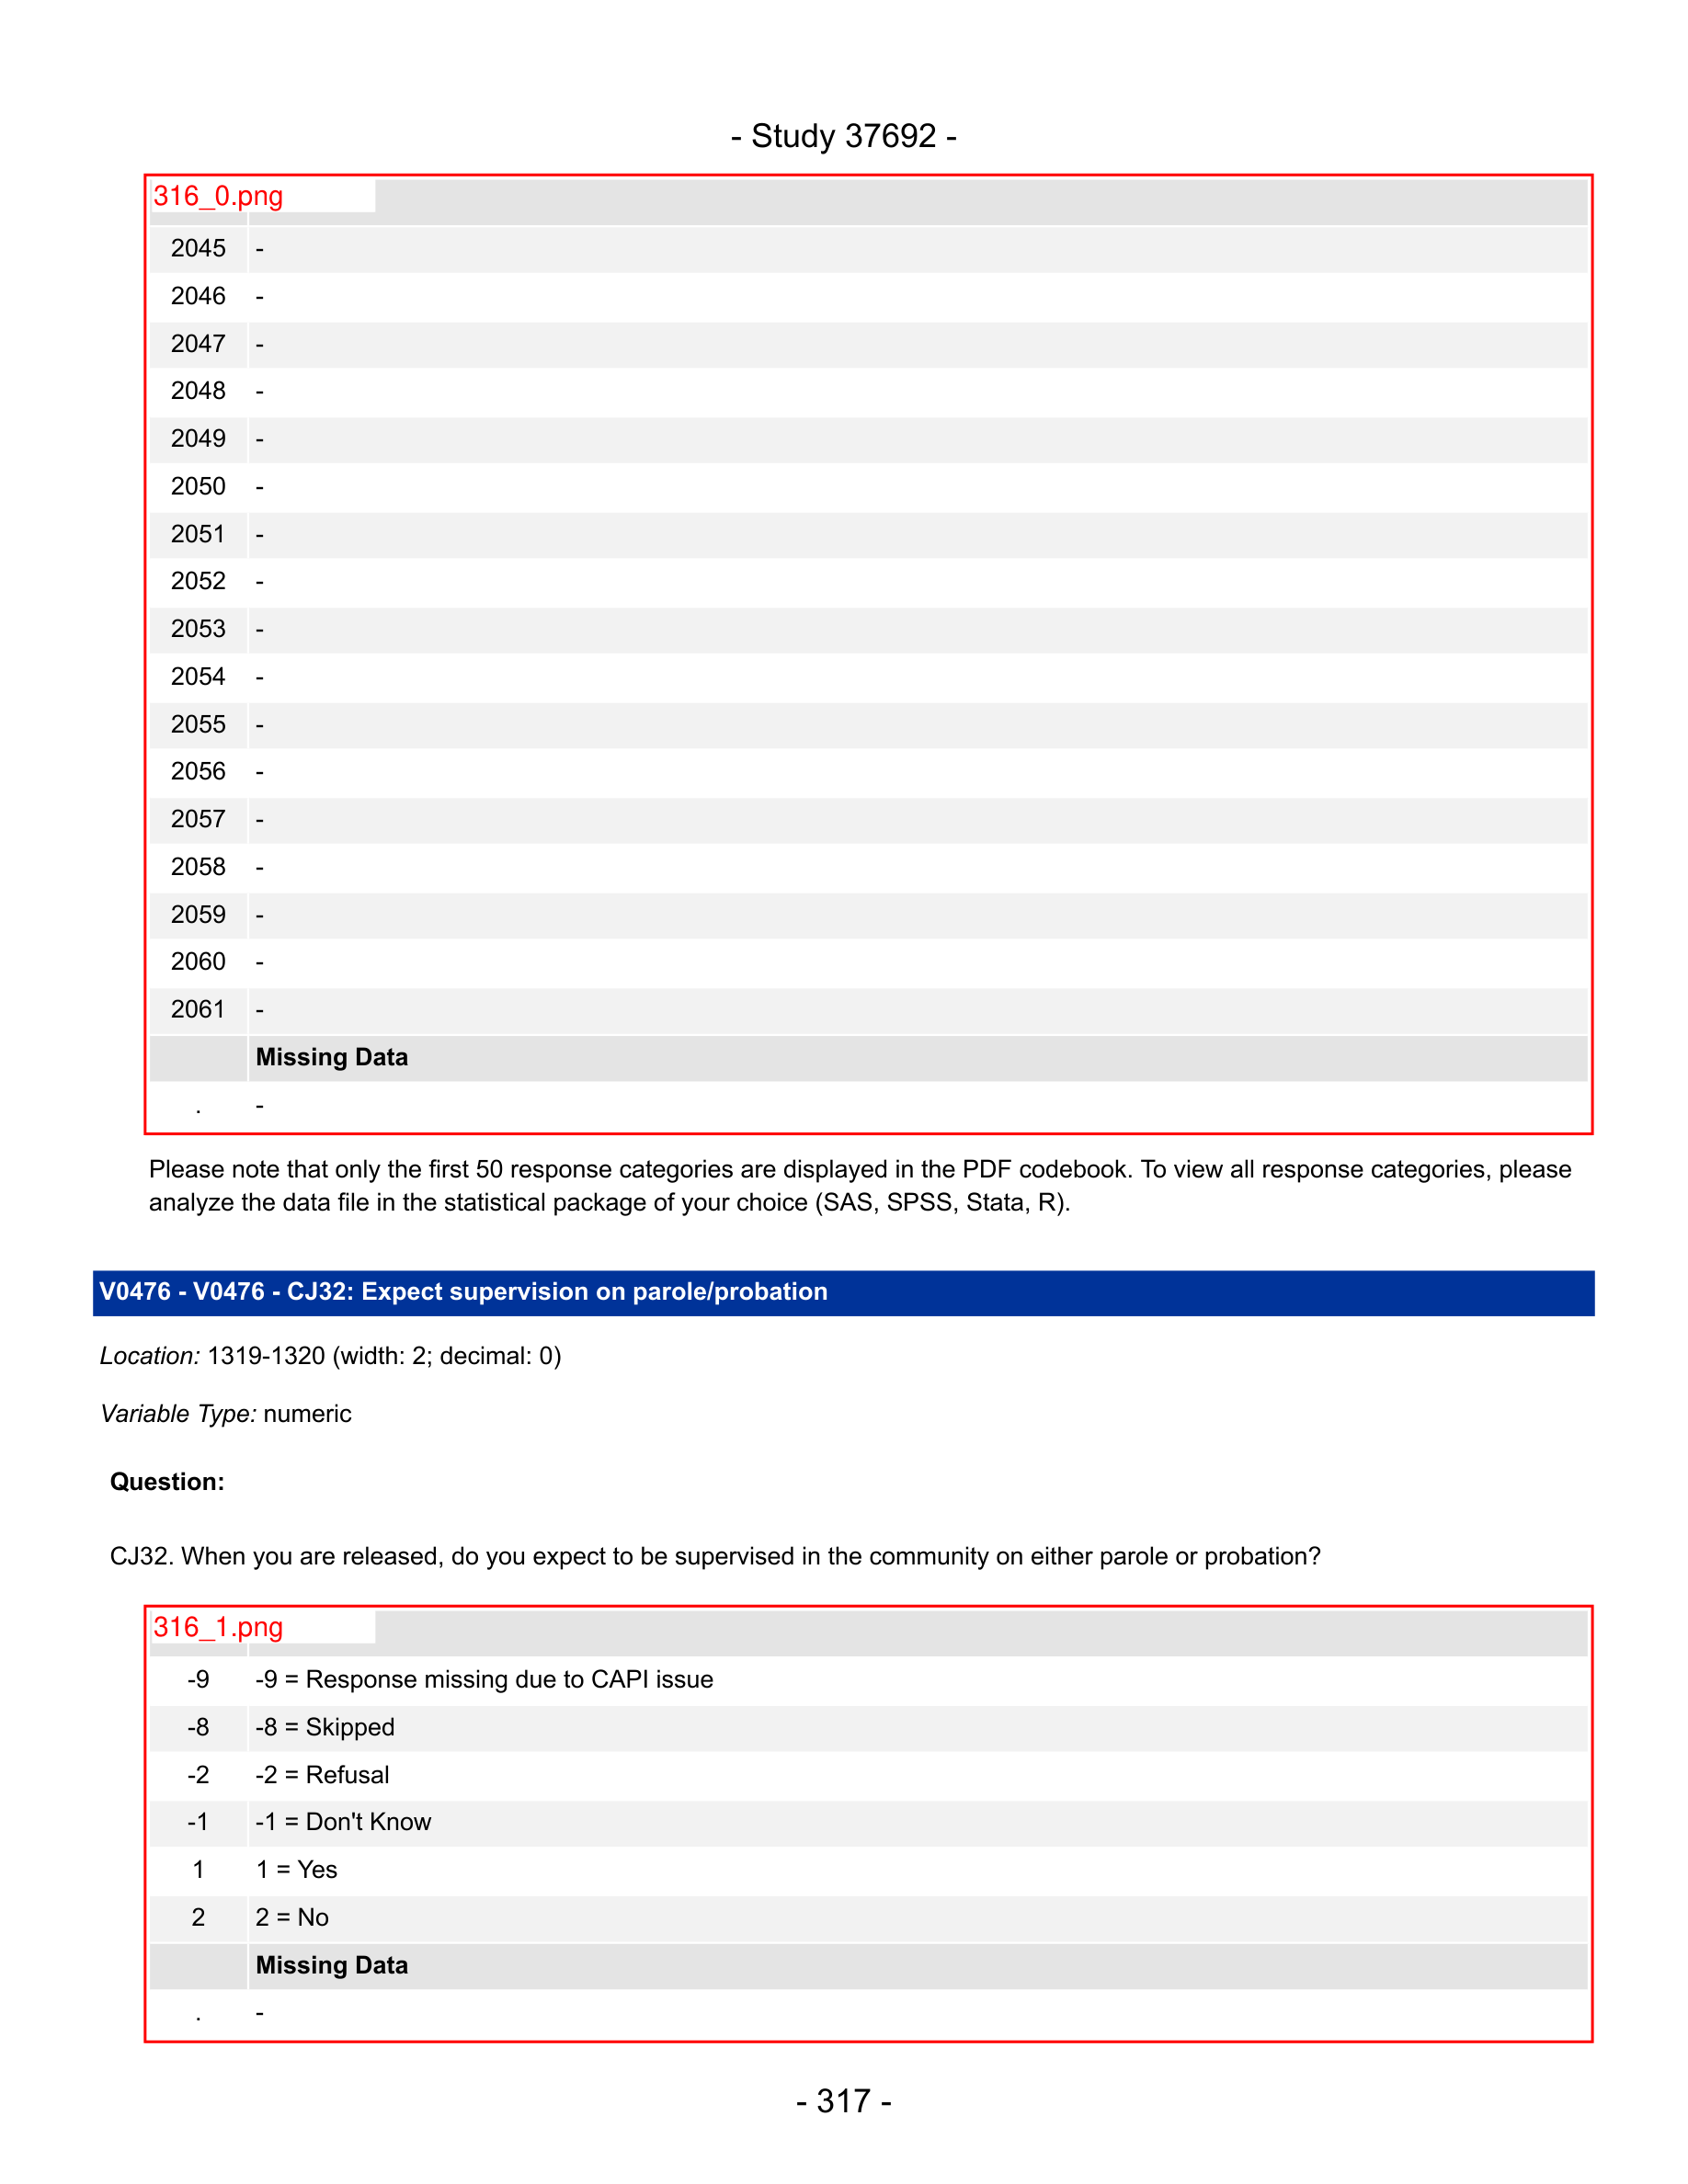 - Study 37692 -
316_0.png
2045 -
2046 -
2047 -
2048 -
2049 -
2050 -
2051 -
2052 -
2053 -
2054 -
2055 -
2056 -
2057 -
2058 -
2059 -
2060 -
2061 -
Missing Data
. -
Please note that only the first 50 response categories are displayed in the PDF codebook. To view all response categories, please
analyze the data file in the statistical package of your choice (SAS, SPSS, Stata, R).
V0476 - V0476 - CJ32: Expect supervision on parole/probation
Location: 1319-1320 (width: 2; decimal: 0)
Variable Type: numeric
Question:
CJ32. When you are released, do you expect to be supervised in the community on either parole or probation?
316_1.png
-9 -9 = Response missing due to CAPI issue
-8 -8 = Skipped
-2 -2 = Refusal
-1 -1 = Don't Know
1 1 = Yes
2 2 = No
Missing Data
. -
- 317 -